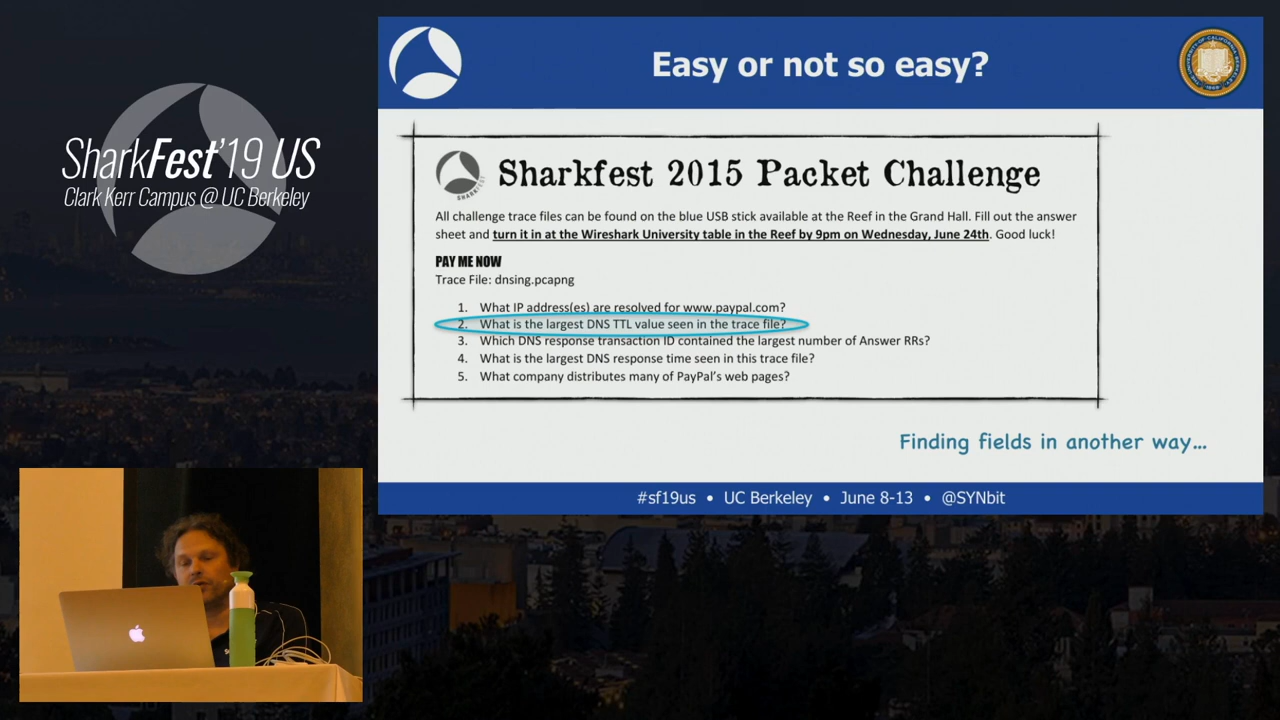 SharkFest'19 US
Clark Kerr Campus @ UC Berkeley
Easy or not so easy?
Sharkfest 2015 Packet Challenge
All challenge trace files can be found on the blue USB stick available at the Reef in the Grand Hall. Fill out the answer
sheet and turn it in at the Wireshark University table in the Reef by 9pm on Wednesday, June 24th. Good luck!
PAY ME NOW
Trace File: dnsing.pcapng
1. What IP address(es) are resolved for www.paypal.com?
2. What is the largest DNS TTL value seen in the trace file?
3. Which DNS response transaction ID contained the largest number of Answer RRs?
4. What is the largest DNS response time seen in this trace file?
5. What company distributes many of PayPal's web pages?
Finding fields in another way...
#sf19us • UC Berkeley • June 8-13 • @SYNbit